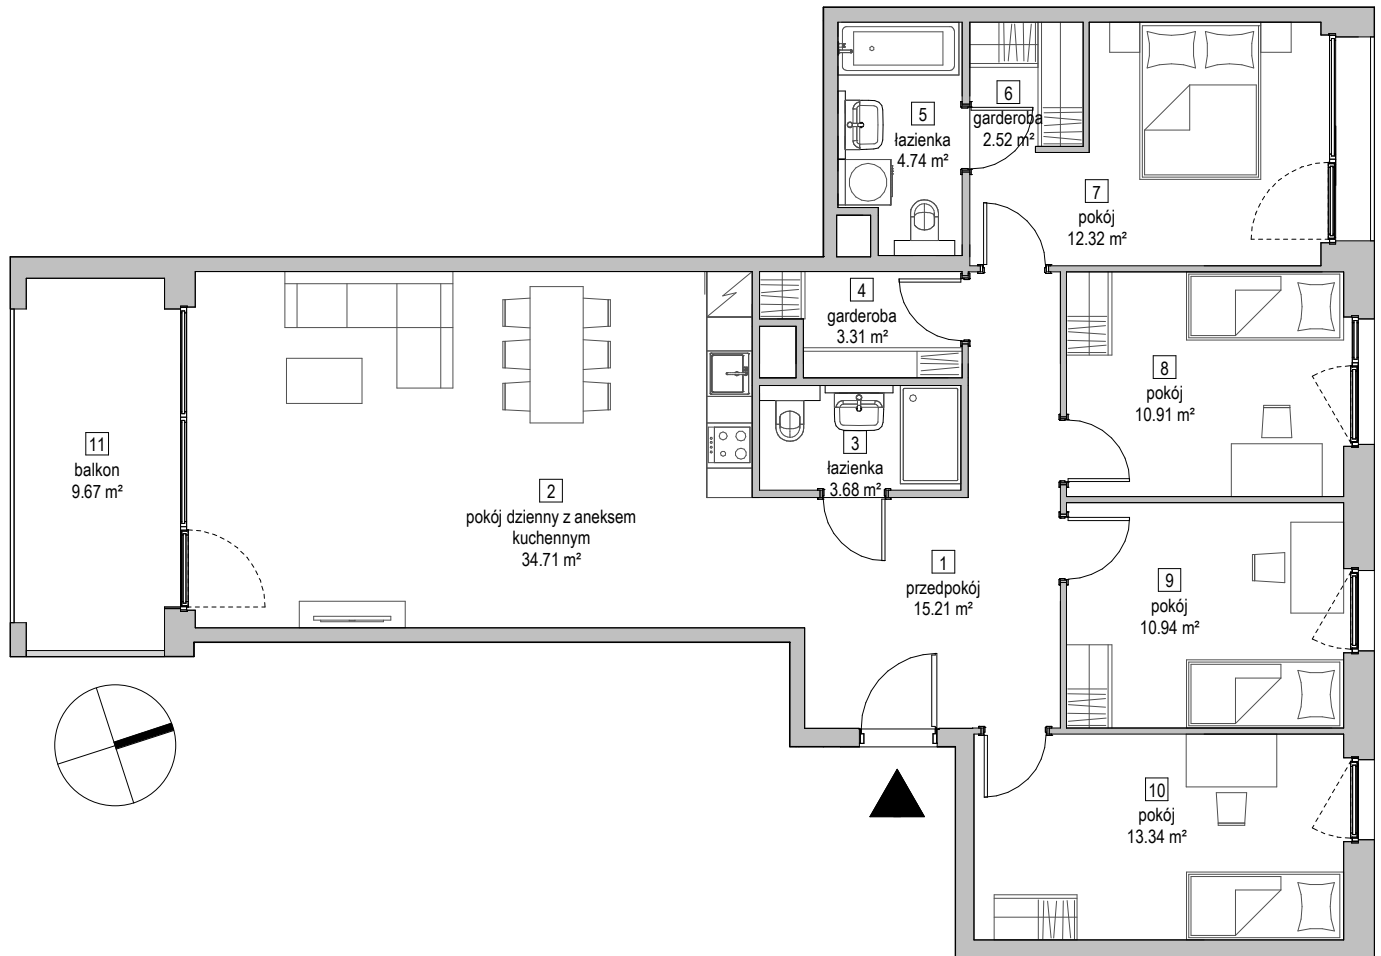 5
łazienka
4.74 m²
6
garderoba
2.52 m²
7
pokój
12.32 m²
4
garderoba
3.31 m²
8
pokój
10.91 m²
11
balkon
9.67 m²
3
łazienka
3.68 m²
2
pokój dzienny z aneksem
kuchennym
34.71 m²
1
przedpokój
15.21 m²
9
pokój
10.94 m²
10
pokój
13.34 m²